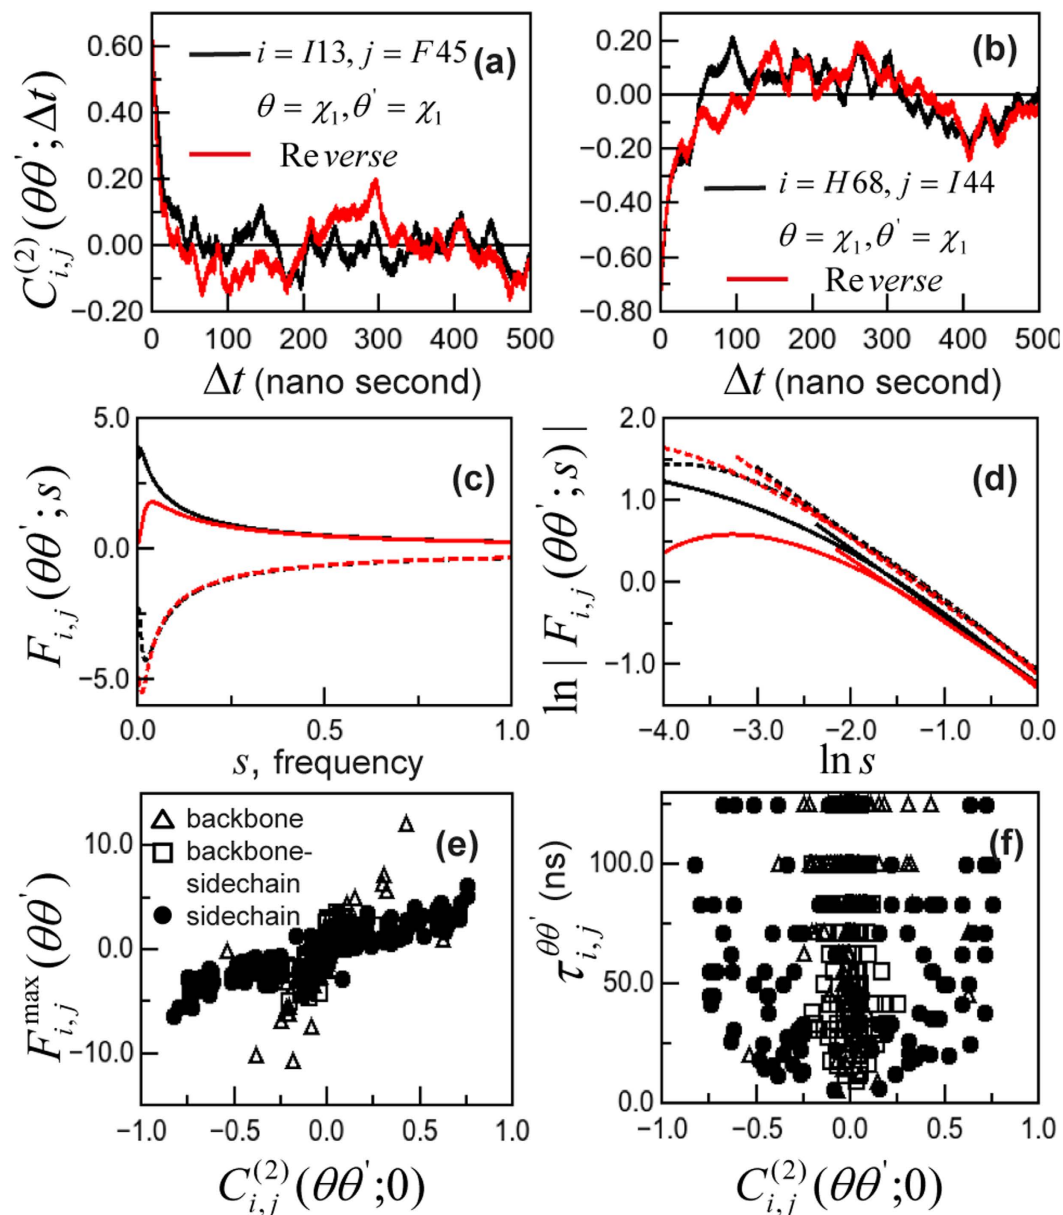 0.60
0.40
0.20
0.00
−0.20
C_{i,j}^{(2)}(θθ';Δt)
i = I13, j = F45
(a)
θ = χ₁, θ' = χ₁
Reverse
0 100 200 300 400 500
Δt (nano second)
0.20
0.00
−0.20
−0.40
−0.60
−0.80
(b)
i = H68, j = I44
θ = χ₁, θ' = χ₁
Reverse
0 100 200 300 400 500
Δt (nano second)
5.0
0.0
−5.0
F_{i,j}(θθ';s)
(c)
0.0 0.5 1.0
s, frequency
2.0
1.0
0.0
−1.0
ln | F_{i,j}(θθ';s) |
(d)
−4.0 −3.0 −2.0 −1.0 0.0
ln s
10.0
0.0
−10.0
F_{i,j}^{max}(θθ')
backbone
backbone-
sidechain
sidechain
(e)
−1.0 −0.5 0.0 0.5 1.0
C_{i,j}^{(2)}(θθ';0)
100.0
50.0
0.0
τ_{i,j}^{θθ'} (ns)
(f)
−1.0 −0.5 0.0 0.5 1.0
C_{i,j}^{(2)}(θθ';0)